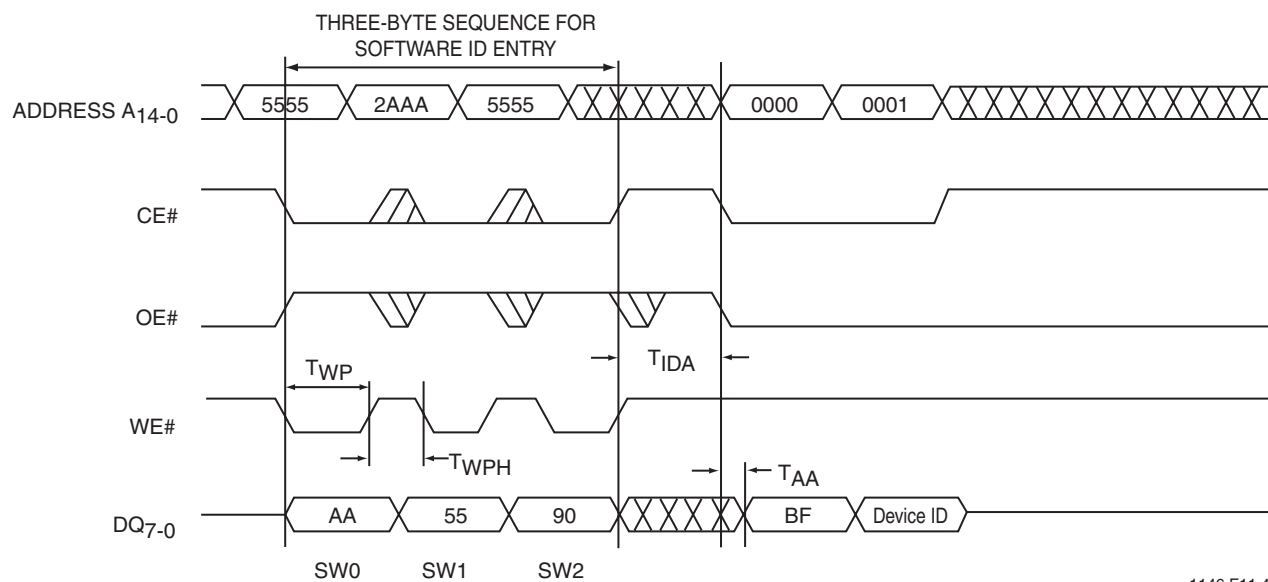 THREE-BYTE SEQUENCE FOR
SOFTWARE ID ENTRY
ADDRESS A14-0
5555
2AAA
5555
0000
0001
CE#
OE#
TIDA
TWP
WE#
TWPH
TAA
DQ7-0
AA
55
90
BF
Device ID
SW0
SW1
SW2